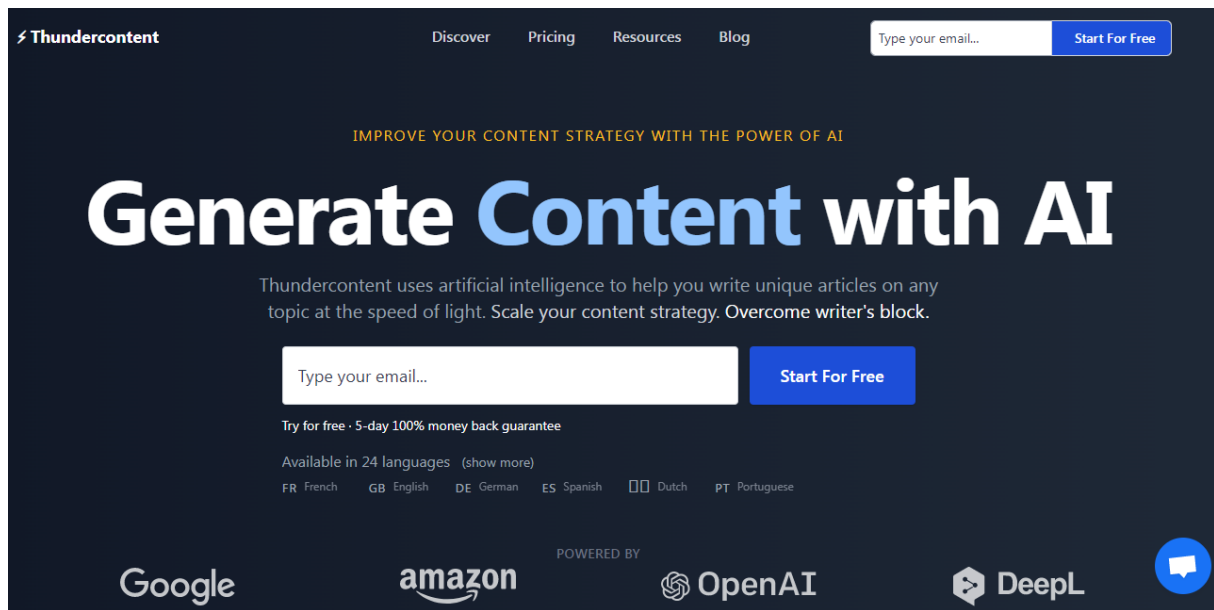 Thundercontent
Discover Pricing Resources Blog
Type your email... Start For Free
IMPROVE YOUR CONTENT STRATEGY WITH THE POWER OF AI
Generate Content with AI
Thundercontent uses artificial intelligence to help you write unique articles on any
topic at the speed of light. Scale your content strategy. Overcome writer's block.
Type your email... Start For Free
Try for free · 5-day 100% money back guarantee
Available in 24 languages (show more)
FR French GB English DE German ES Spanish Dutch PT Portuguese
POWERED BY
Google amazon OpenAI DeepL